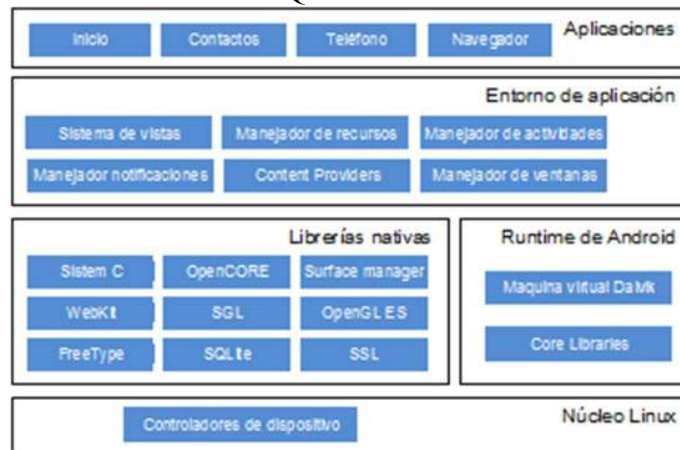 Aplicaciones
Inicio Contactos Teléfono Navegador
Entorno de aplicación
Sistema de vistas Manejador de recursos Manejador de actividades
Manejador notificaciones Content Providers Manejador de ventanas
Librerías nativas
Sistem C OpenCORE Surface manager
WebKit SGL OpenGL ES
FreeType SQLite SSL
Runtime de Android
Maquina virtual Dalvik
Core Libraries
Núcleo Linux
Controladores de dispositivo